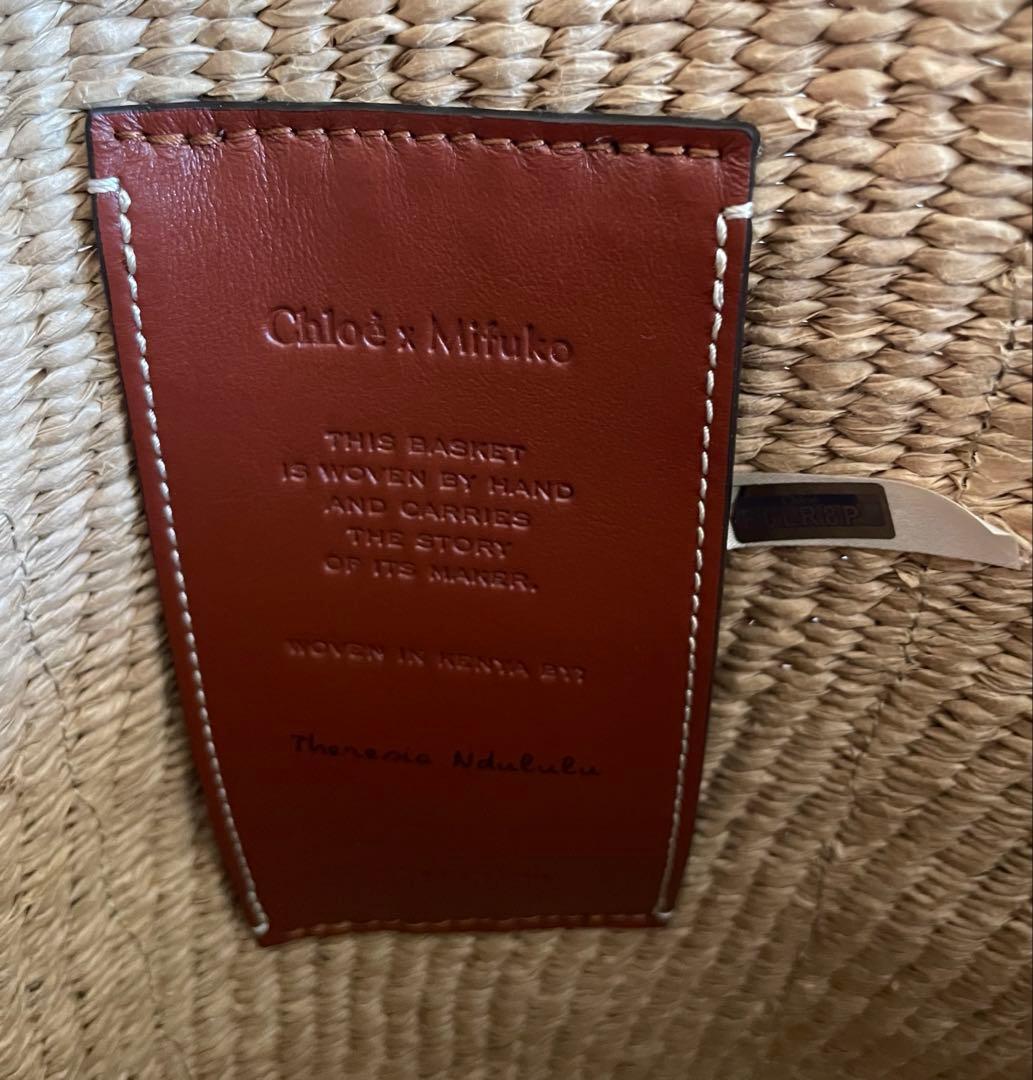 Chloé x Mifuko
THIS BASKET
IS WOVEN BY HAND
AND CARRIES
THE STORY
OF ITS MAKER.
WOVEN IN KENYA BY:
Theresia Ndululu